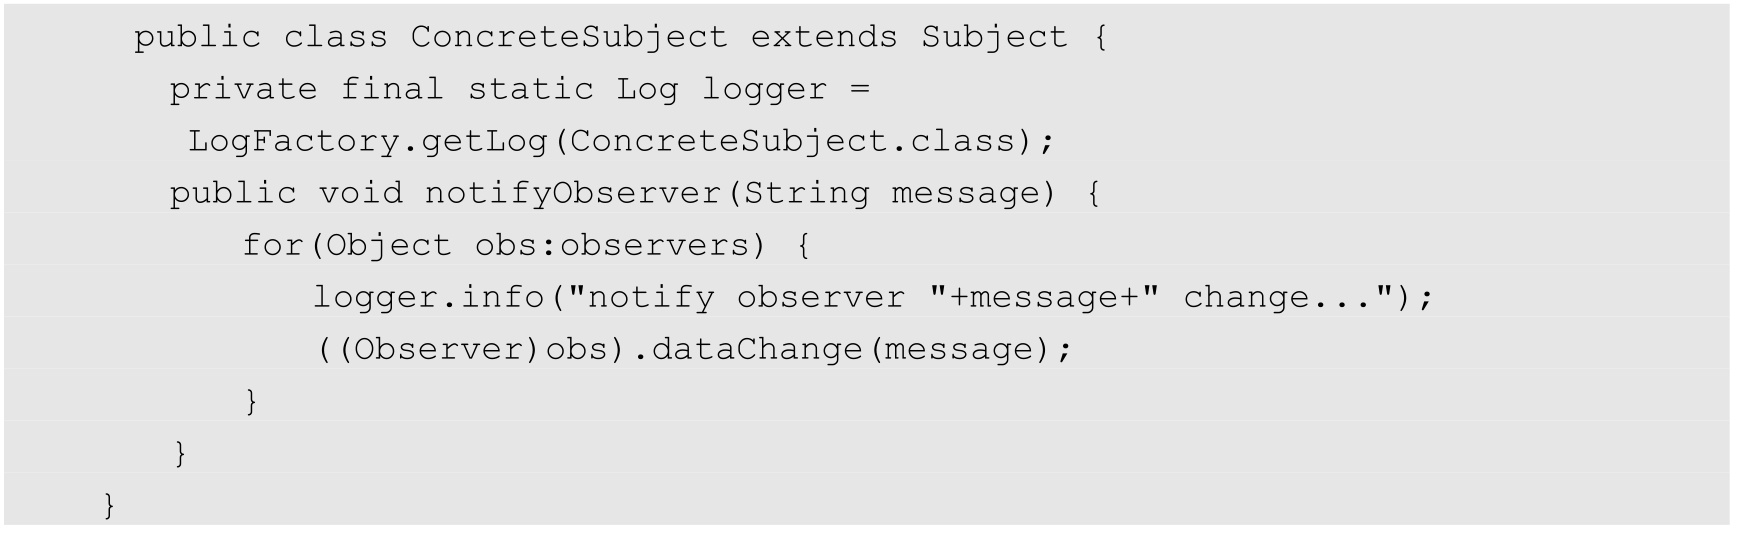 public class ConcreteSubject extends Subject {
private final static Log logger =
LogFactory.getLog(ConcreteSubject.class);
public void notifyObserver(String message) {
for(Object obs:observers) {
logger.info("notify observer "+message+" change...");
((Observer)obs).dataChange(message);
}
}
}